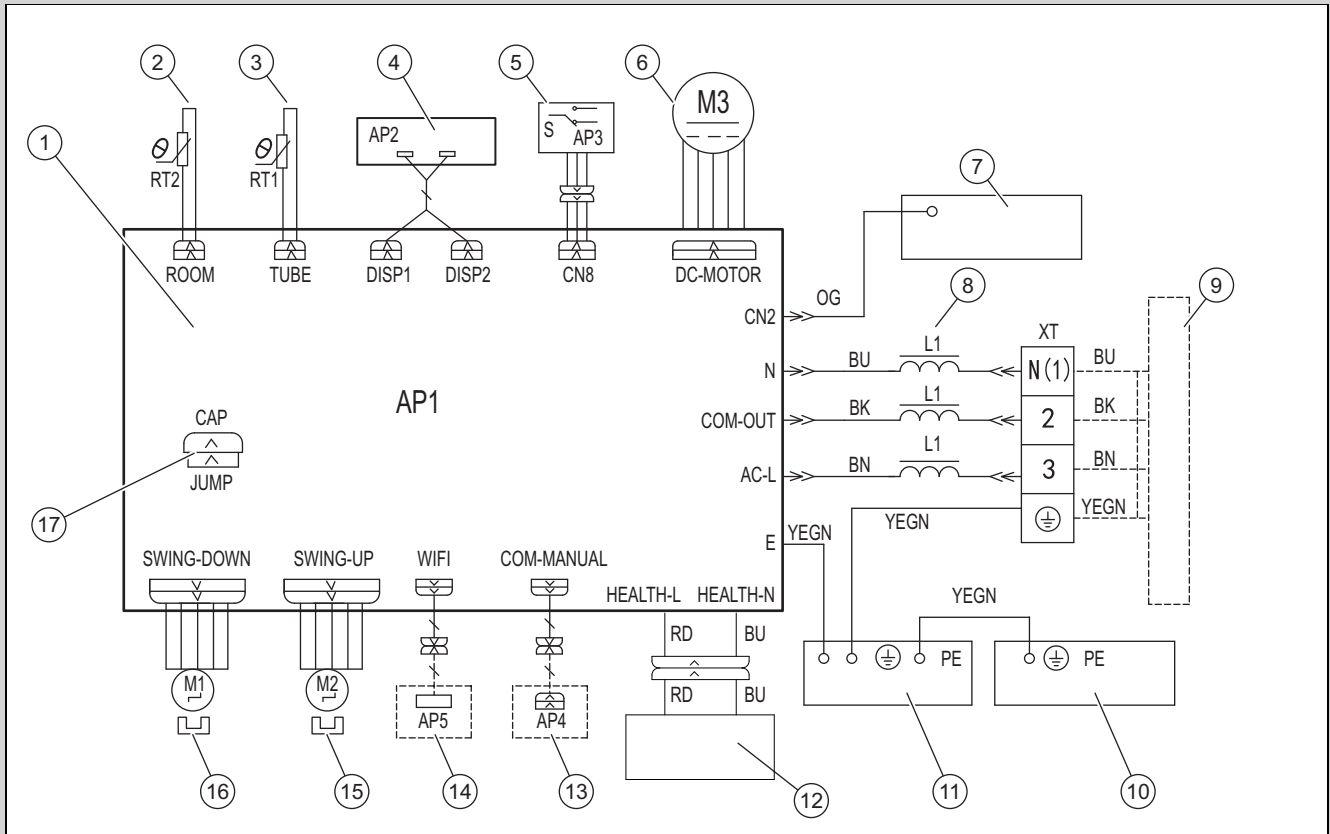 2 3 4 5 6
M3
1
AP2
S AP3
7
RT2 RT1
ROOM TUBE DISP1 DISP2 CN8 DC-MOTOR
8 9
OG
CN2
XT
L1
N BU N(1) BU
AP1
CAP
L1
COM-OUT BK 2 BK
JUMP
L1
AC-L BN 3 BN
17
YEGN YEGN
E YEGN
SWING-DOWN SWING-UP WIFI COM-MANUAL
HEALTH-L HEALTH-N
YEGN
RD BU
PE PE
M1 M2
RD BU
AP5 AP4
16 15 14 13 12 11 10